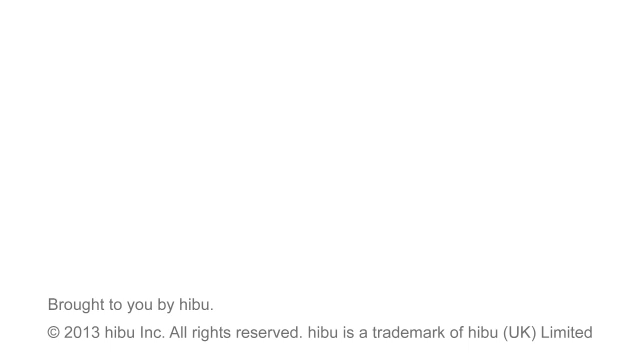 Brought to you by hibu.
© 2013 hibu Inc. All rights reserved. hibu is a trademark of hibu (UK) Limited